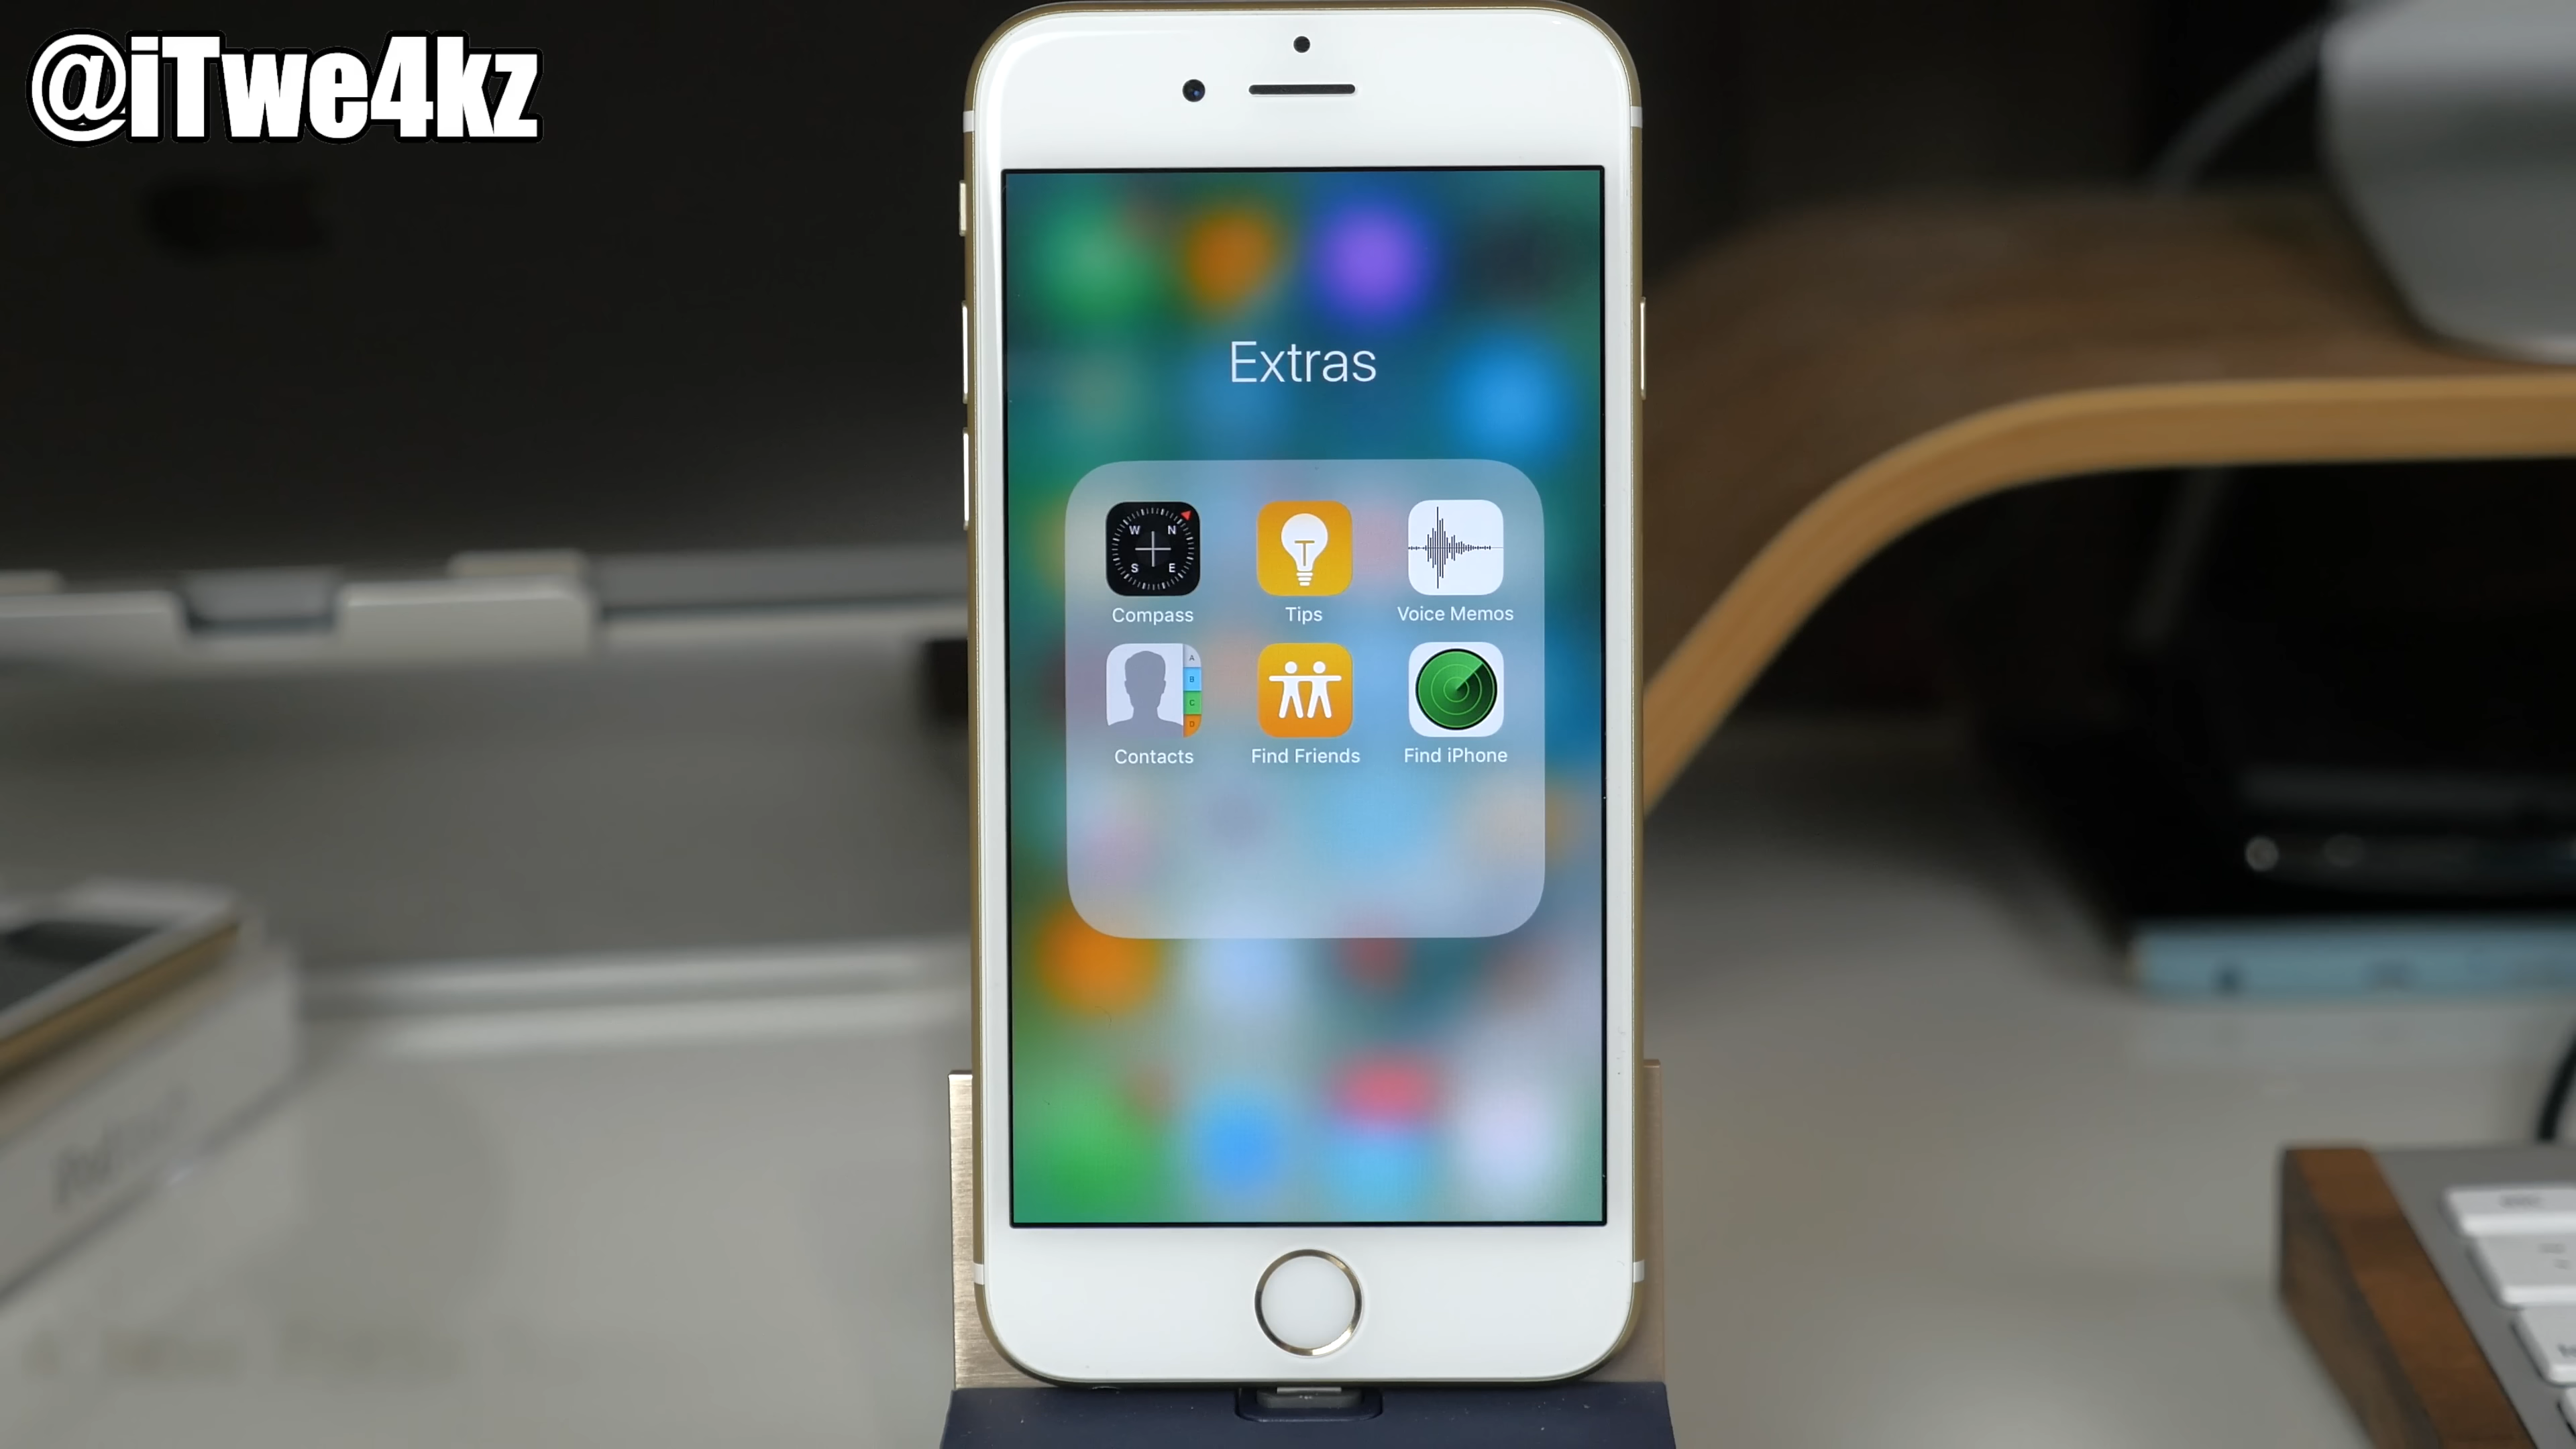 @iTwe4kz
Extras
W N
S E
Compass
Tips
Voice Memos
A
B
C
D
Contacts
Find Friends
Find iPhone